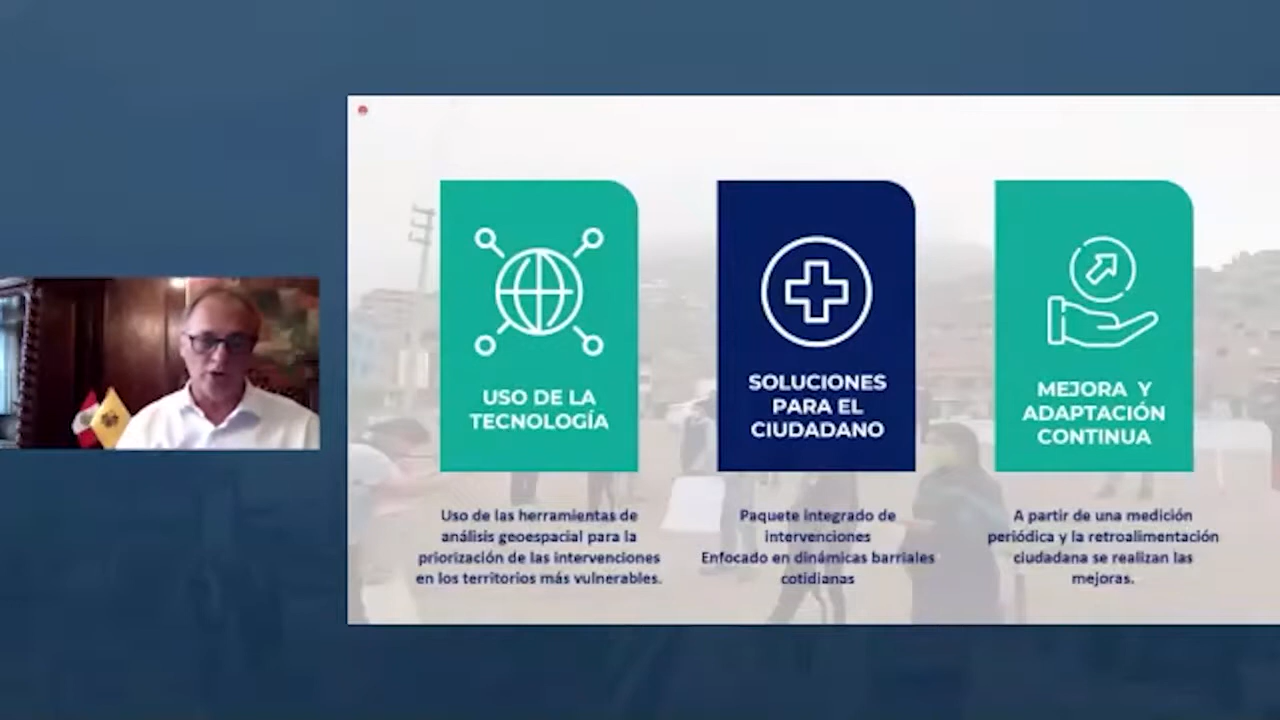 USO DE LA
TECNOLOGÍA
Uso de las herramientas de
análisis geoespacial para la
priorización de las intervenciones
en los territorios más vulnerables.
SOLUCIONES
PARA EL
CIUDADANO
Paquete integrado de
intervenciones
Enfocado en dinámicas barriales
cotidianas
MEJORA Y
ADAPTACIÓN
CONTINUA
A partir de una medición
periódica y la retroalimentación
ciudadana se realizan las
mejoras.